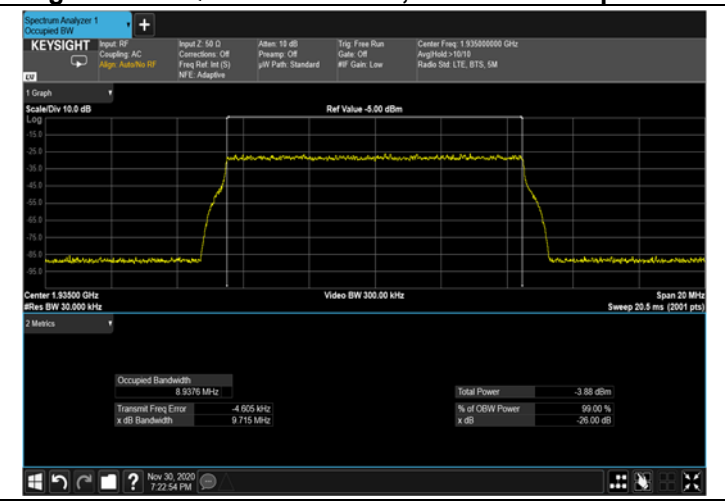 Spectrum Analyzer 1
Occupied BW
+
KEYSIGHT
Input: RF
Coupling: AC
Align: Auto/No RF
Input Z: 50 Ω
Corrections: Off
Freq Ref: Int (S)
NFE: Adaptive
Atten: 10 dB
Preamp: Off
µW Path: Standard
Trig: Free Run
Gate: Off
#IF Gain: Low
Center Freq: 1.935000000 GHz
Avg|Hold:>10/10
Radio Std: LTE, BTS, 5M
1 Graph
Scale/Div 10.0 dB
Ref Value -5.00 dBm
Log
-15.0
-25.0
-35.0
-45.0
-55.0
-65.0
-75.0
-85.0
-95.0
Center 1.93500 GHz
Video BW 300.00 kHz
Span 20 MHz
#Res BW 30.000 kHz
Sweep 20.5 ms (2001 pts)
2 Metrics
Occupied Bandwidth
8.9376 MHz
Total Power -3.88 dBm
Transmit Freq Error -4.605 kHz
% of OBW Power 99.00 %
x dB Bandwidth 9.715 MHz
x dB -26.00 dB
?
Nov 30, 2020
7:22:54 PM